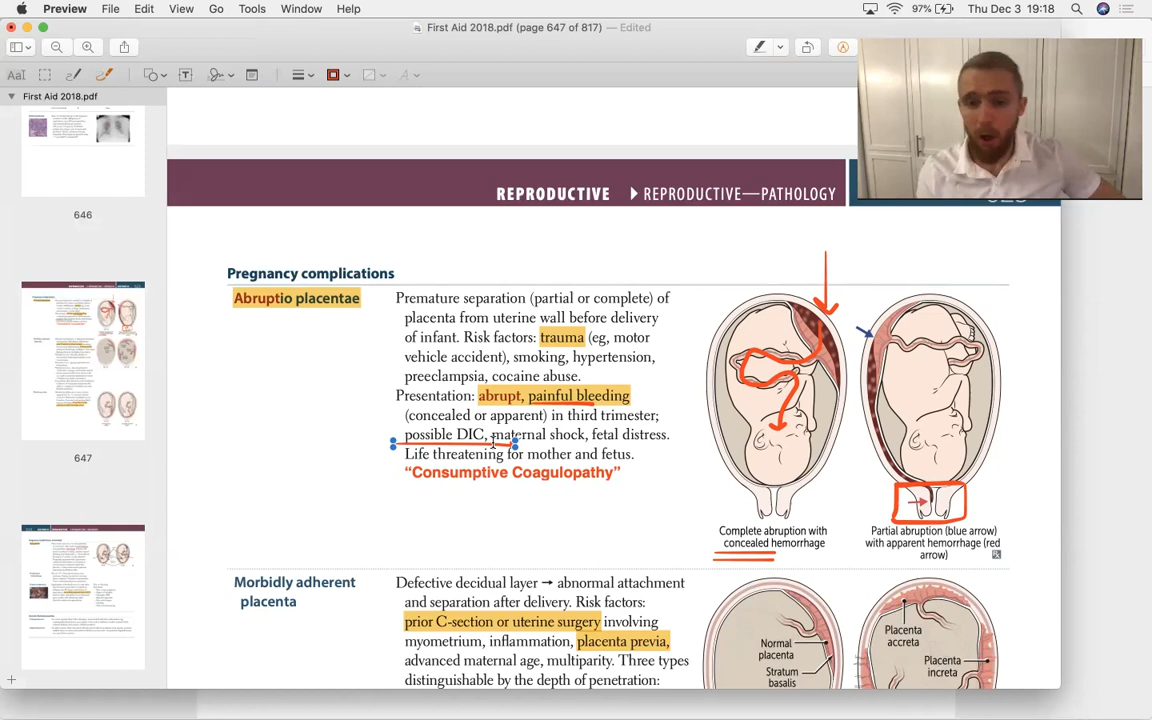 Preview File Edit View Go Tools Window Help 97% Thu Dec 3 19:18
First Aid 2018.pdf (page 647 of 817) — Edited
First Aid 2018.pdf
646
647
REPRODUCTIVE ▶ REPRODUCTIVE—PATHOLOGY
Pregnancy complications
Abruptio placentae
Premature separation (partial or complete) of
placenta from uterine wall before delivery
of infant. Risk factors: trauma (eg, motor
vehicle accident), smoking, hypertension,
preeclampsia, cocaine abuse.
Presentation: abrupt, painful bleeding
(concealed or apparent) in third trimester;
possible DIC, maternal shock, fetal distress.
Life threatening for mother and fetus.
“Consumptive Coagulopathy”
Complete abruption with
concealed hemorrhage
Partial abruption (blue arrow)
with apparent hemorrhage (red
arrow)
Morbidly adherent
placenta
Defective decidual layer → abnormal attachment
and separation after delivery. Risk factors:
prior C-section or uterine surgery involving
myometrium, inflammation, placenta previa,
advanced maternal age, multiparity. Three types
distinguishable by the depth of penetration:
Normal
placenta
Stratum
basalis
Placenta
accreta
Placenta
increta